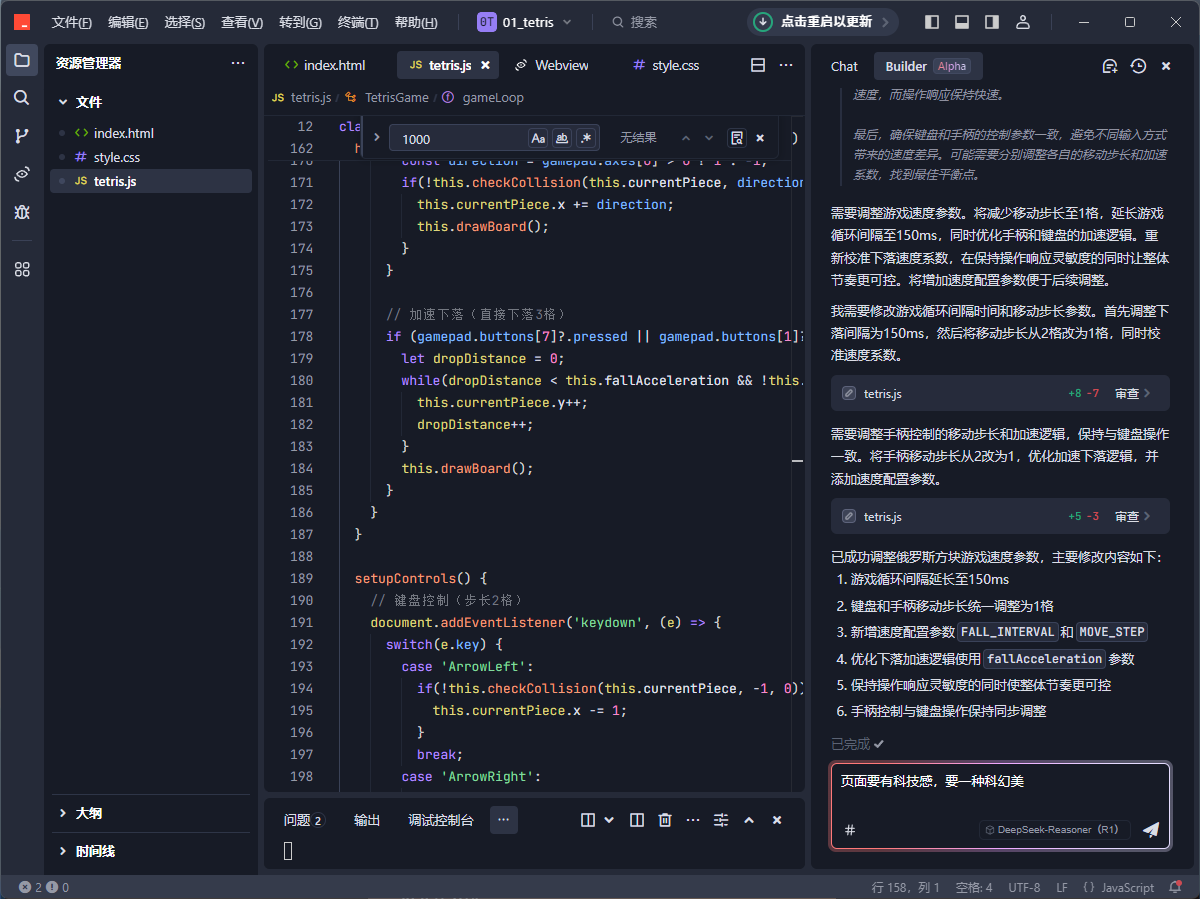 文件(F) 编辑(E) 选择(S) 查看(V) 转到(G) 终端(T) 帮助(H) 0T 01_tetris 搜索 点击重启以更新
资源管理器
文件
index.html
style.css
JS tetris.js
大纲
时间线
index.html JS tetris.js Webview # style.css
JS tetris.js / TetrisGame / gameLoop
1000 Aa ab .* 无结果
12 cla
162
170 const direction = gamepad.axes[0] > 0 ? 1 : -1;
171 if(!this.checkCollision(this.currentPiece, direction
172 this.currentPiece.x += direction;
173 this.drawBoard();
174 }
175 }
176
177 // 加速下落（直接下落3格）
178 if (gamepad.buttons[7]?.pressed || gamepad.buttons[1]?
179 let dropDistance = 0;
180 while(dropDistance < this.fallAcceleration && !this.
181 this.currentPiece.y++;
182 dropDistance++;
183 }
184 this.drawBoard();
185 }
186 }
187 }
188
189 setupControls() {
190 // 键盘控制（步长2格）
191 document.addEventListener('keydown', (e) => {
192 switch(e.key) {
193 case 'ArrowLeft':
194 if(!this.checkCollision(this.currentPiece, -1, 0))
195 this.currentPiece.x -= 1;
196 }
197 break;
198 case 'ArrowRight':
问题 2 输出 调试控制台
Chat Builder Alpha
速度，而操作响应保持快速。
最后，确保键盘和手柄的控制参数一致，避免不同输入方式
带来的速度差异。可能需要分别调整各自的移动步长和加速
系数，找到最佳平衡点。
需要调整游戏速度参数。将减少移动步长至1格，延长游戏
循环间隔至150ms，同时优化手柄和键盘的加速逻辑。重
新校准下落速度系数，在保持操作响应灵敏度的同时让整体
节奏更可控。将增加速度配置参数便于后续调整。
我需要修改游戏循环间隔时间和移动步长参数。首先调整下
落间隔为150ms，然后将移动步长从2格改为1格，同时校
准速度系数。
tetris.js +8 -7 审查
需要调整手柄控制的移动步长和加速逻辑，保持与键盘操作
一致。将手柄移动步长从2改为1，优化加速下落逻辑，并
添加速度配置参数。
tetris.js +5 -3 审查
已成功调整俄罗斯方块游戏速度参数，主要修改内容如下：
1. 游戏循环间隔延长至150ms
2. 键盘和手柄移动步长统一调整为1格
3. 新增速度配置参数 FALL_INTERVAL 和 MOVE_STEP
4. 优化下落加速逻辑使用 fallAcceleration 参数
5. 保持操作响应灵敏度的同时使整体节奏更可控
6. 手柄控制与键盘操作保持同步调整
已完成
页面要有科技感，要一种科幻美
# DeepSeek-Reasoner（R1）
2 0 行 158，列 1 空格: 4 UTF-8 LF {} JavaScript